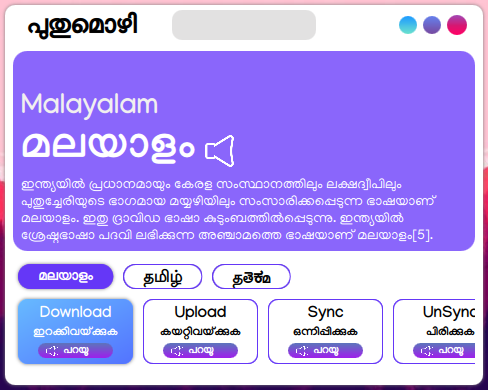 പുതുമൊഴി
Malayalam
മലയാളം
ഇന്ത്യയിൽ പ്രധാനമായും കേരള സംസ്ഥാനത്തിലും ലക്ഷദ്വീപിലും
പുതുച്ചേരിയുടെ ഭാഗമായ മയ്യഴിയിലും സംസാരിക്കപ്പെടുന്ന ഭാഷയാണ്
മലയാളം. ഇതു ദ്രാവിഡ ഭാഷാ കുടുംബത്തിൽപ്പെടുന്നു. ഇന്ത്യയിൽ
ശ്രേഷ്ഠഭാഷാ പദവി ലഭിക്കുന്ന അഞ്ചാമത്തെ ഭാഷയാണ് മലയാളം[5].
മലയാളം தமிழ்
Download Upload Sync UnSync
ഇറക്കിവയ്ക്കുക കയറ്റിവയ്ക്കുക ഒന്നിപ്പിക്കുക പിരിക്കുക
പറയൂ പറയൂ പറയൂ പറയൂ